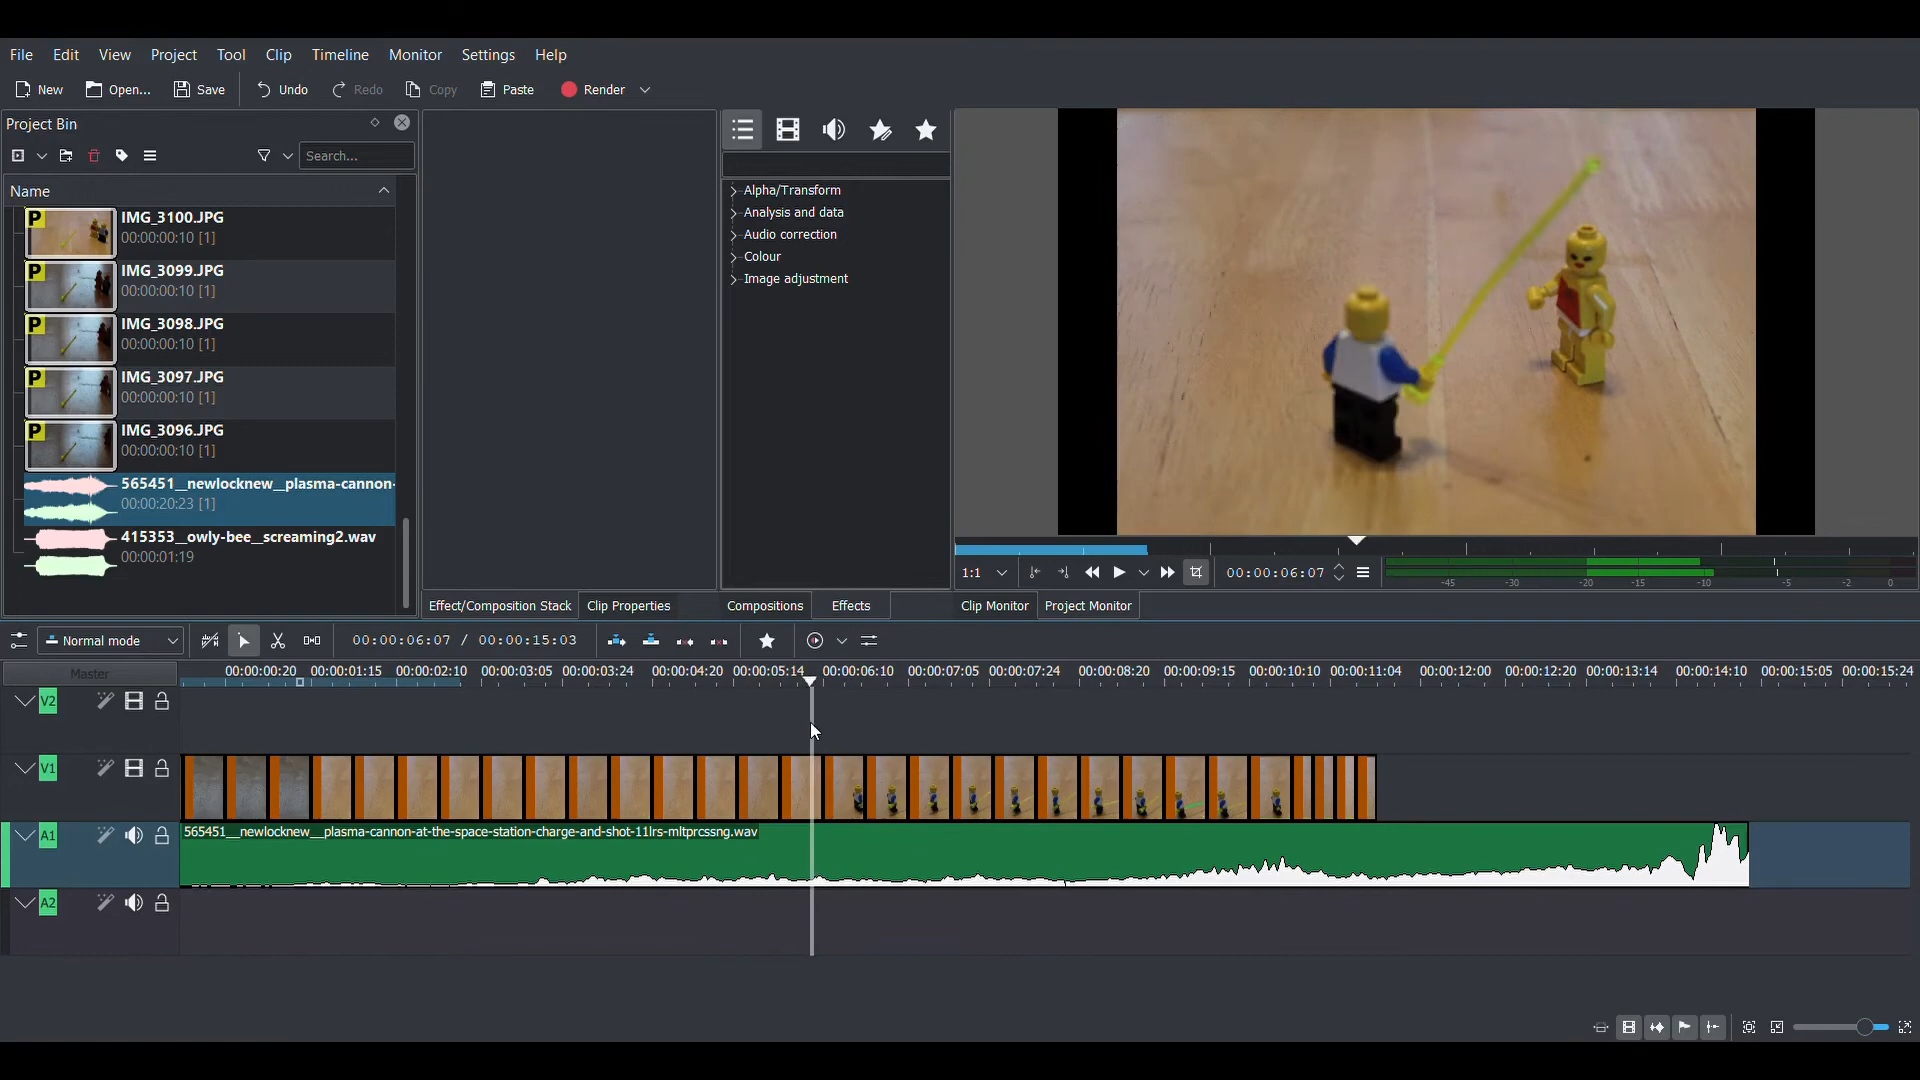 File Edit View Project Tool Clip Timeline Monitor Settings Help
New Open... Save Undo Redo Copy Paste Render
Project Bin
Search...
Name
P IMG_3100.JPG
00:00:00:10 [1]
P IMG_3099.JPG
00:00:00:10 [1]
P IMG_3098.JPG
00:00:00:10 [1]
P IMG_3097.JPG
00:00:00:10 [1]
P IMG_3096.JPG
00:00:00:10 [1]
565451__newlocknew__plasma-cannon-
00:00:20:23 [1]
415353__owly-bee__screaming2.wav
00:00:01:19
Alpha/Transform
Analysis and data
Audio correction
Colour
Image adjustment
1:1 00:00:06:07 -45 -30 -20 -15 -10 -5 -2 0
Effect/Composition Stack Clip Properties Compositions Effects Clip Monitor Project Monitor
Normal mode 00:00:06:07 / 00:00:15:03
Master 00:00:00:20 00:00:01:15 00:00:02:10 00:00:03:05 00:00:03:24 00:00:04:20 00:00:05:14 00:00:06:10 00:00:07:05 00:00:07:24 00:00:08:20 00:00:09:15 00:00:10:10 00:00:11:04 00:00:12:00 00:00:12:20 00:00:13:14 00:00:14:10 00:00:15:05 00:00:15:24
V2
V1
A1 565451__newlocknew__plasma-cannon-at-the-space-station-charge-and-shot-11lrs-mltprcssng.wav
A2